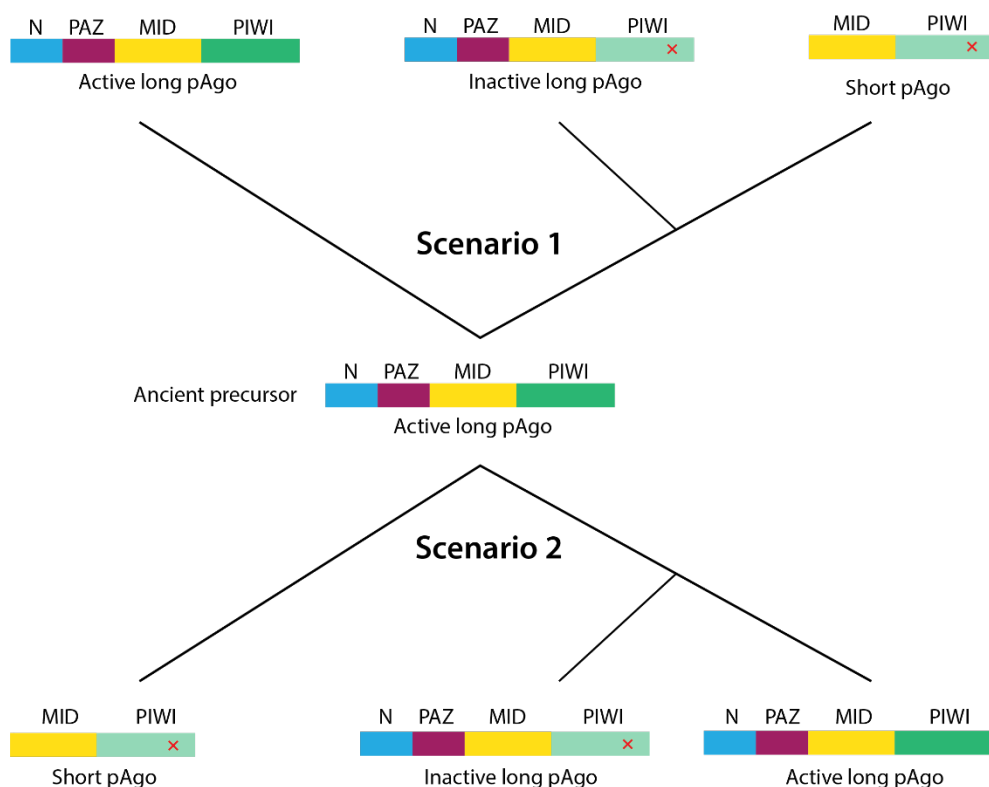 N PAZ MID PIWI
Active long pAgo
N PAZ MID PIWI
×
Inactive long pAgo
MID PIWI
×
Short pAgo
Scenario 1
Ancient precursor
N PAZ MID PIWI
Active long pAgo
Scenario 2
MID PIWI
×
Short pAgo
N PAZ MID PIWI
×
Inactive long pAgo
N PAZ MID PIWI
Active long pAgo